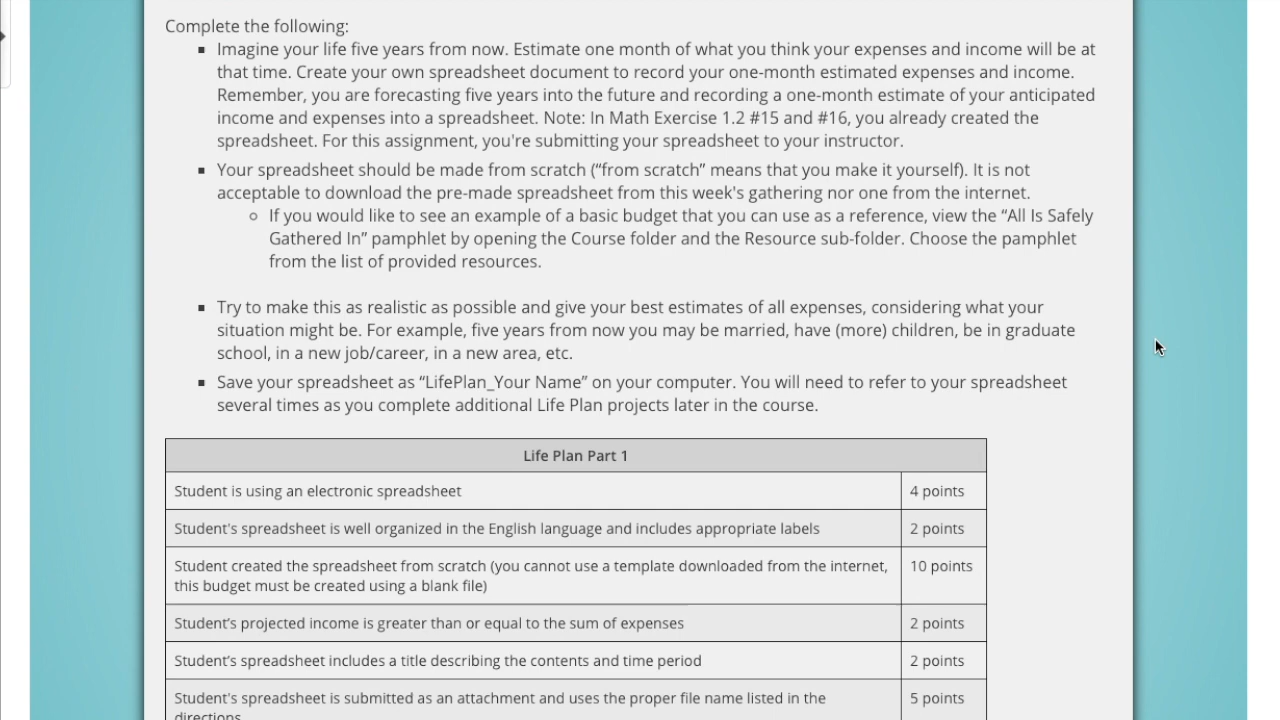 Complete the following:
▪ Imagine your life five years from now. Estimate one month of what you think your expenses and income will be at
that time. Create your own spreadsheet document to record your one-month estimated expenses and income.
Remember, you are forecasting five years into the future and recording a one-month estimate of your anticipated
income and expenses into a spreadsheet. Note: In Math Exercise 1.2 #15 and #16, you already created the
spreadsheet. For this assignment, you're submitting your spreadsheet to your instructor.
▪ Your spreadsheet should be made from scratch (“from scratch” means that you make it yourself). It is not
acceptable to download the pre-made spreadsheet from this week's gathering nor one from the internet.
○ If you would like to see an example of a basic budget that you can use as a reference, view the “All Is Safely
Gathered In” pamphlet by opening the Course folder and the Resource sub-folder. Choose the pamphlet
from the list of provided resources.
▪ Try to make this as realistic as possible and give your best estimates of all expenses, considering what your
situation might be. For example, five years from now you may be married, have (more) children, be in graduate
school, in a new job/career, in a new area, etc.
▪ Save your spreadsheet as “LifePlan_Your Name” on your computer. You will need to refer to your spreadsheet
several times as you complete additional Life Plan projects later in the course.
Life Plan Part 1
Student is using an electronic spreadsheet 4 points
Student's spreadsheet is well organized in the English language and includes appropriate labels 2 points
Student created the spreadsheet from scratch (you cannot use a template downloaded from the internet, 10 points
this budget must be created using a blank file)
Student’s projected income is greater than or equal to the sum of expenses 2 points
Student’s spreadsheet includes a title describing the contents and time period 2 points
Student's spreadsheet is submitted as an attachment and uses the proper file name listed in the 5 points
directions